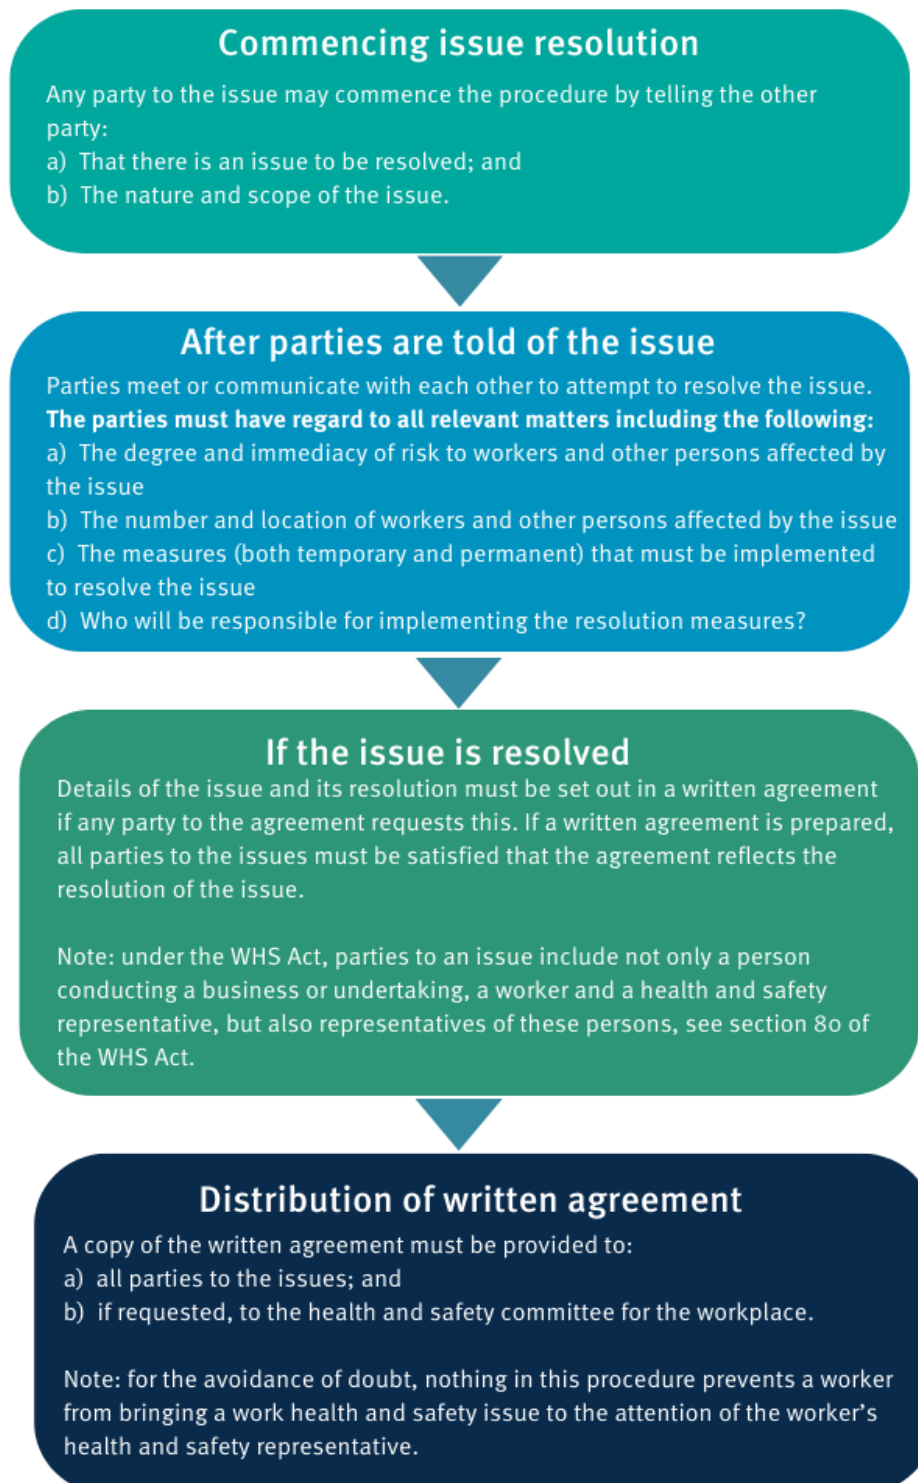 Commencing issue resolution
Any party to the issue may commence the procedure by telling the other
party:
a) That there is an issue to be resolved; and
b) The nature and scope of the issue.
After parties are told of the issue
Parties meet or communicate with each other to attempt to resolve the issue.
The parties must have regard to all relevant matters including the following:
a) The degree and immediacy of risk to workers and other persons affected by
the issue
b) The number and location of workers and other persons affected by the issue
c) The measures (both temporary and permanent) that must be implemented
to resolve the issue
d) Who will be responsible for implementing the resolution measures?
If the issue is resolved
Details of the issue and its resolution must be set out in a written agreement
if any party to the agreement requests this. If a written agreement is prepared,
all parties to the issues must be satisfied that the agreement reflects the
resolution of the issue.
Note: under the WHS Act, parties to an issue include not only a person
conducting a business or undertaking, a worker and a health and safety
representative, but also representatives of these persons, see section 80 of
the WHS Act.
Distribution of written agreement
A copy of the written agreement must be provided to:
a) all parties to the issues; and
b) if requested, to the health and safety committee for the workplace.
Note: for the avoidance of doubt, nothing in this procedure prevents a worker
from bringing a work health and safety issue to the attention of the worker's
health and safety representative.